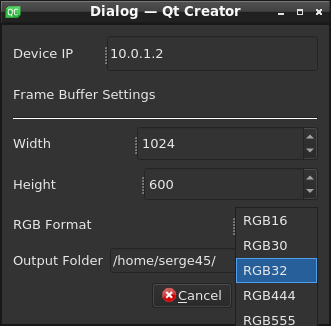 QC
Dialog — Qt Creator
Device IP 10.0.1.2
Frame Buffer Settings
Width 1024
Height 600
RGB Format
RGB16
RGB30
RGB32
RGB444
RGB555
Output Folder /home/serge45/
Cancel